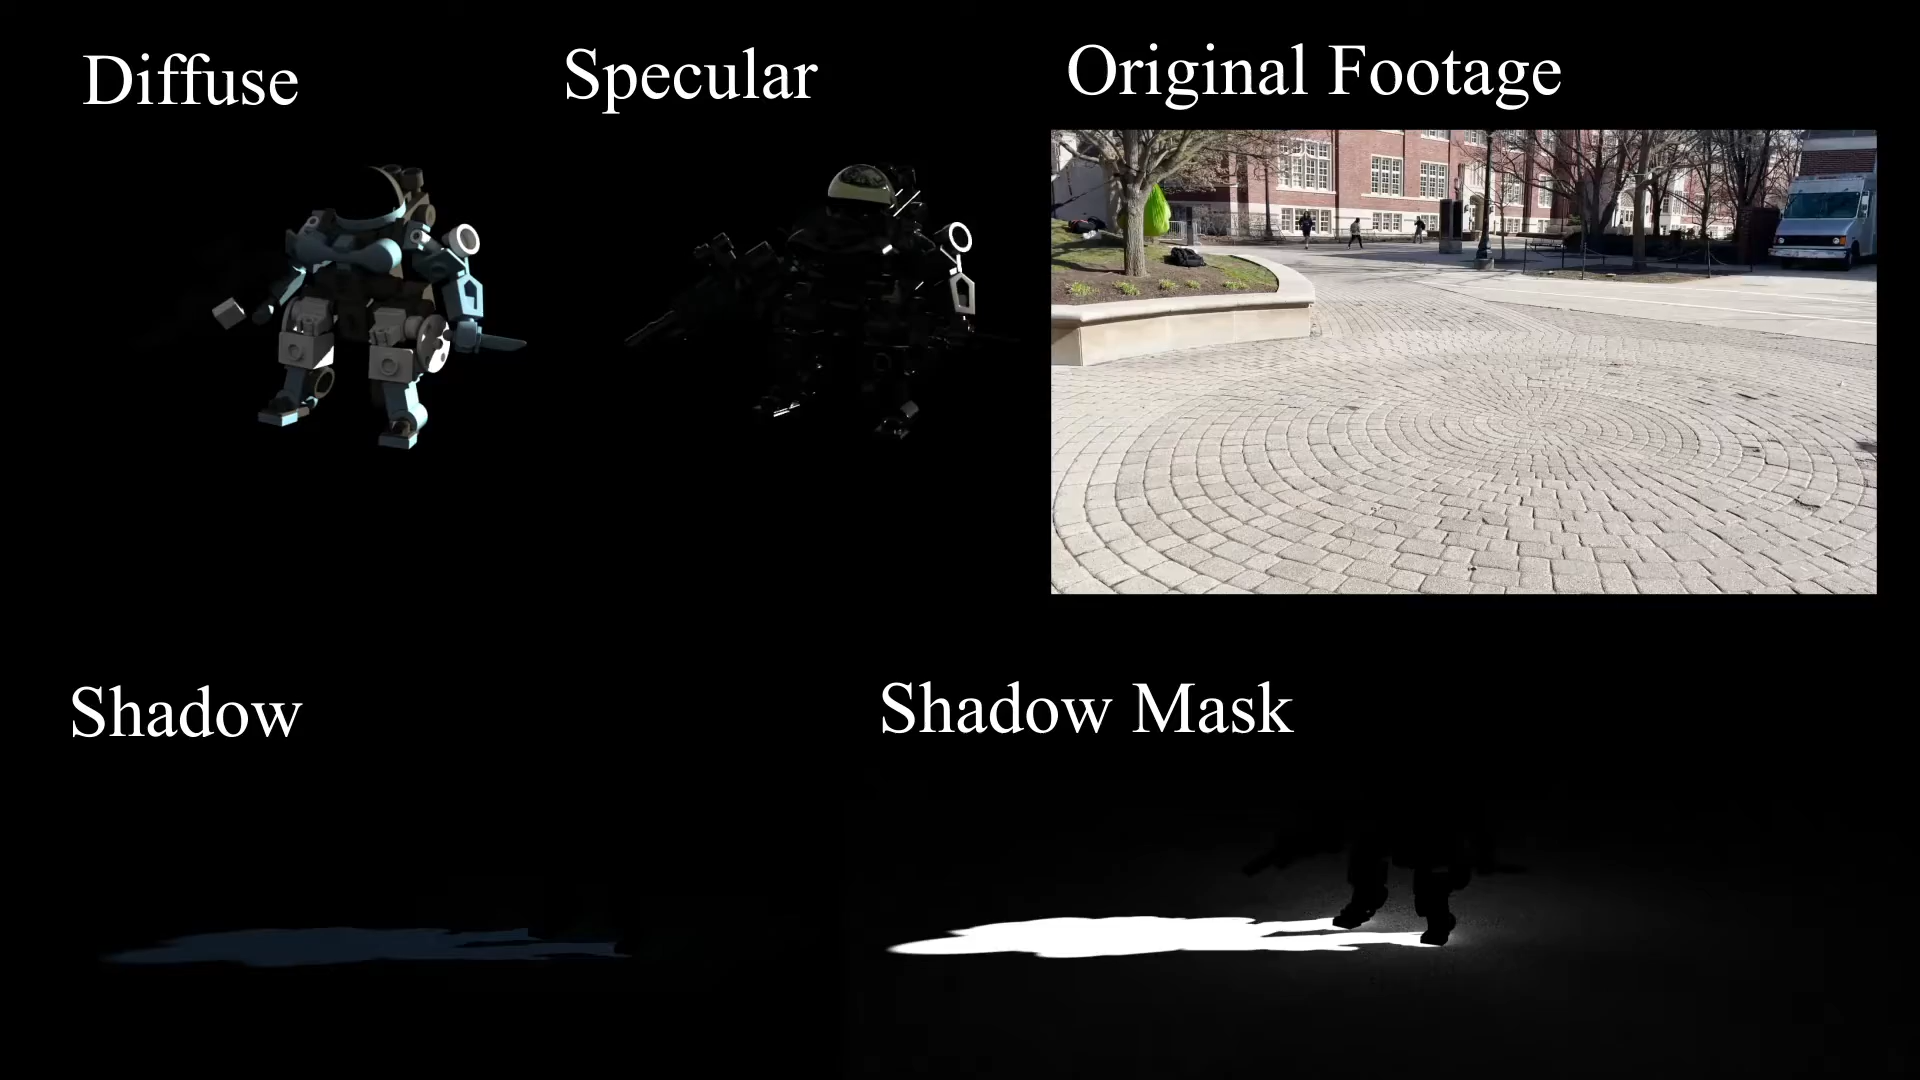 Diffuse
Specular
Original Footage
Shadow
Shadow Mask